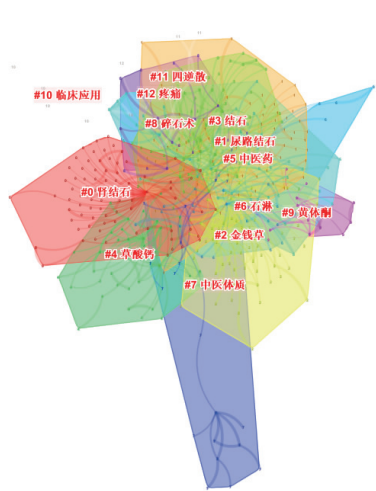 #11 四逆散
#10 临床应用
#12 疼痛
#3 结石
#8 碎石术
#1 尿路结石
#5 中医药
#0 肾结石
#6 石淋
#9 黄体酮
#2 金钱草
#4 草酸钙
#7 中医体质